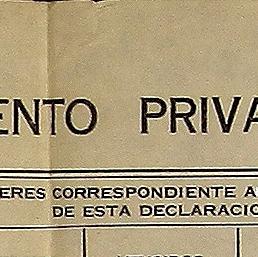 ENTO PRIVA
ERES CORRESPONDIENTE A
DE ESTA DECLARACIO